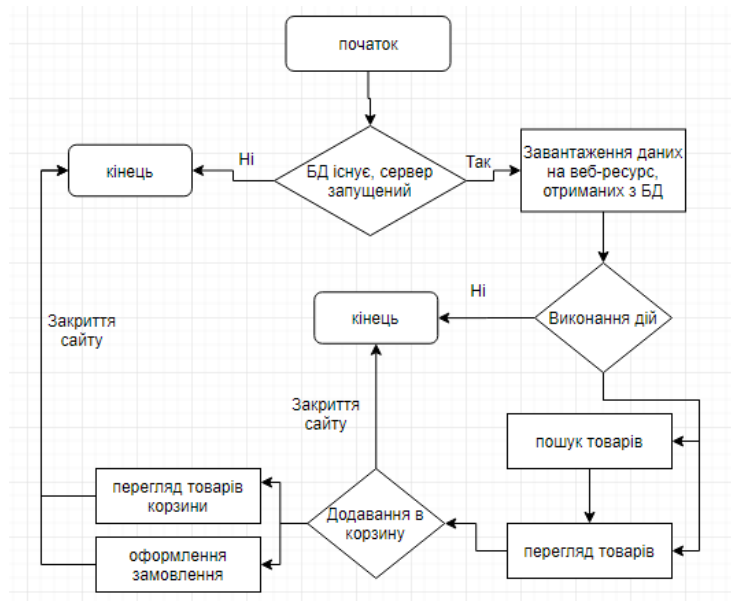 початок
Ні
Так
кінець
БД існує, сервер
запущений
Завантаження даних
на веб-ресурс,
отриманих з БД
Ні
кінець
Виконання дій
Закриття
сайту
Закриття
сайту
пошук товарів
перегляд товарів
корзини
Додавання в
корзину
перегляд товарів
оформлення
замовлення